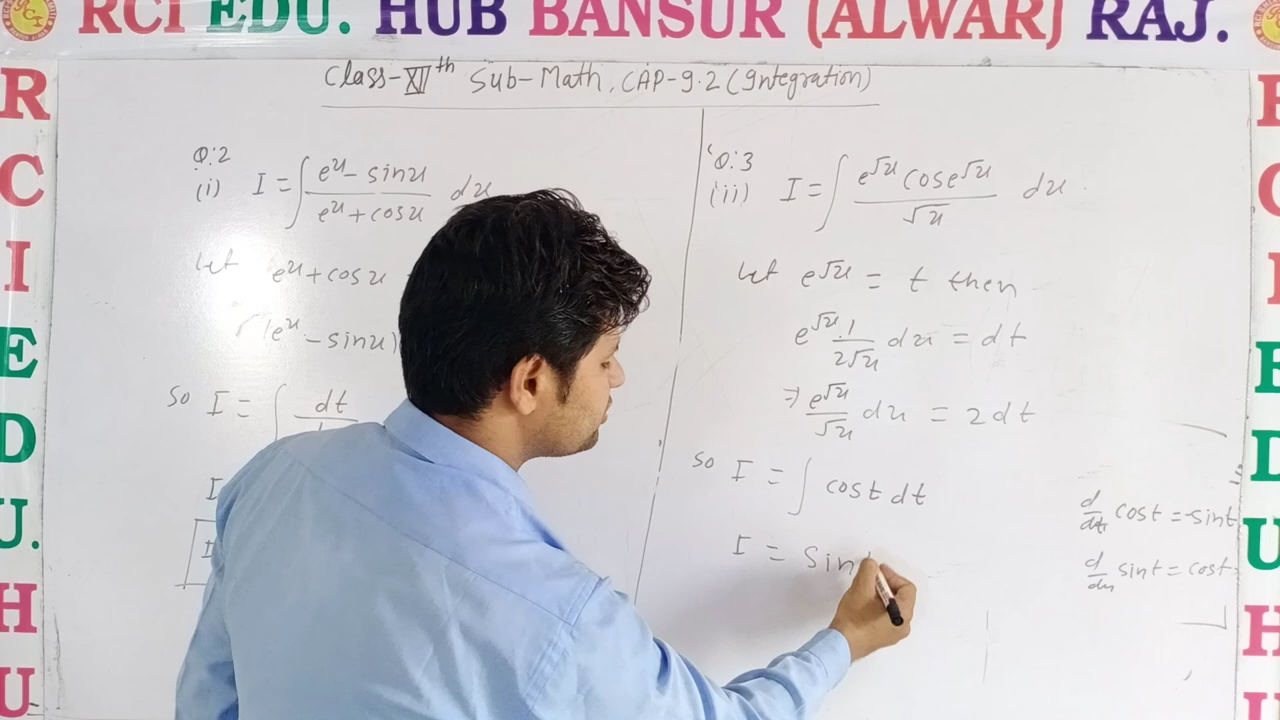 RCI EDU. HUB BANSUR (ALWAR) RAJ.
Class-XIIth Sub-Math, CAP-9.2 (Integration)
Q.2
(i) I = ∫ (e^x - sinx)/(e^x + cosx) dx
Let e^x + cosx
(e^x - sinx)
So I = ∫ dt
I
I
Q.3
(ii) I = ∫ (e^√x cose^√x)/√x dx
Let e^√x = t then
e^√x 1/(2√x) dx = dt
=> e^√x/√x dx = 2dt
So I = ∫ cost dt
I = Sin
d/dt cost = -sint
d/dx sint = cost
R
C
I
E
D
U.
H
U